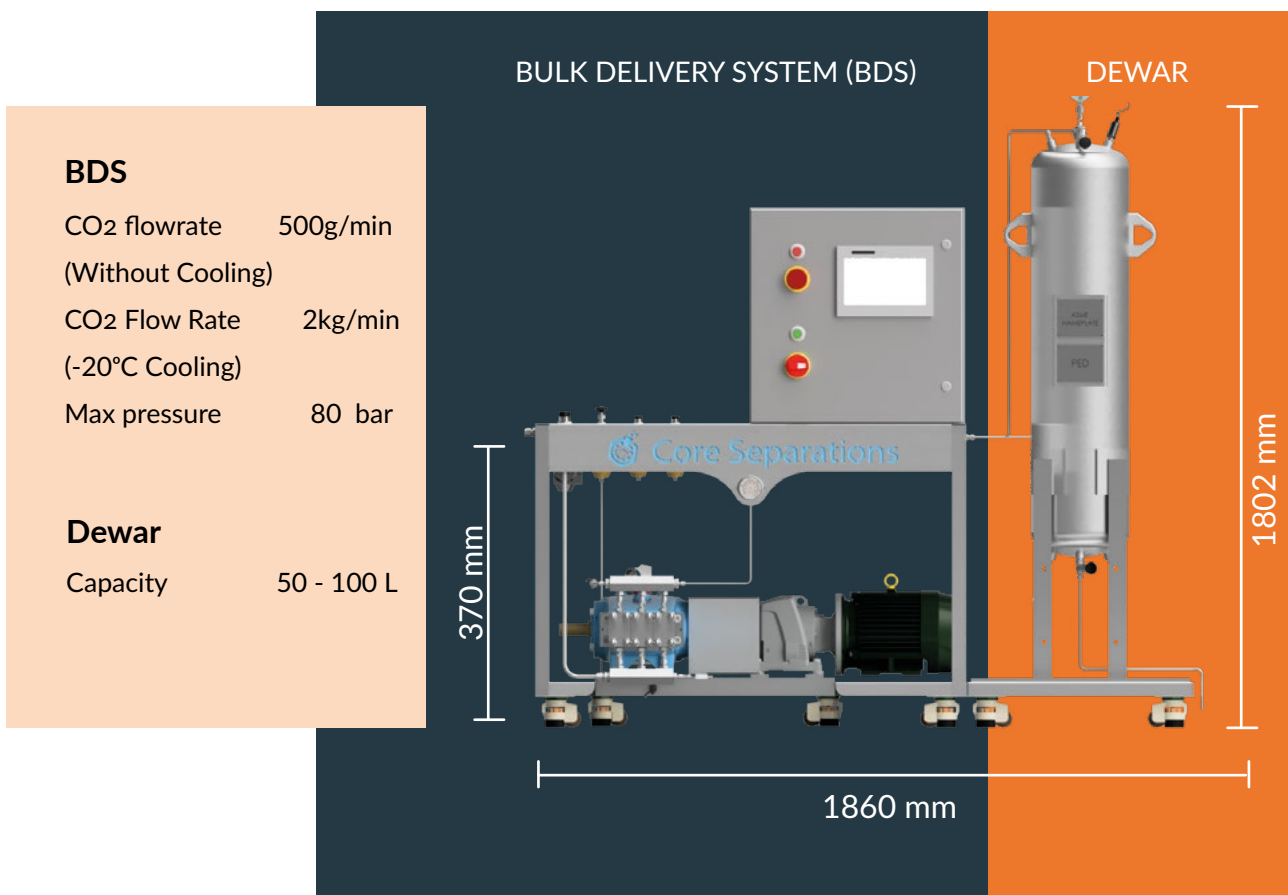 BULK DELIVERY SYSTEM (BDS)
DEWAR
BDS
CO2 flowrate 500g/min
(Without Cooling)
CO2 Flow Rate 2kg/min
(-20°C Cooling)
Max pressure 80 bar
Dewar
Capacity 50 - 100 L
Core Separations
NAMEPLATE
PED
370 mm
1802 mm
1860 mm